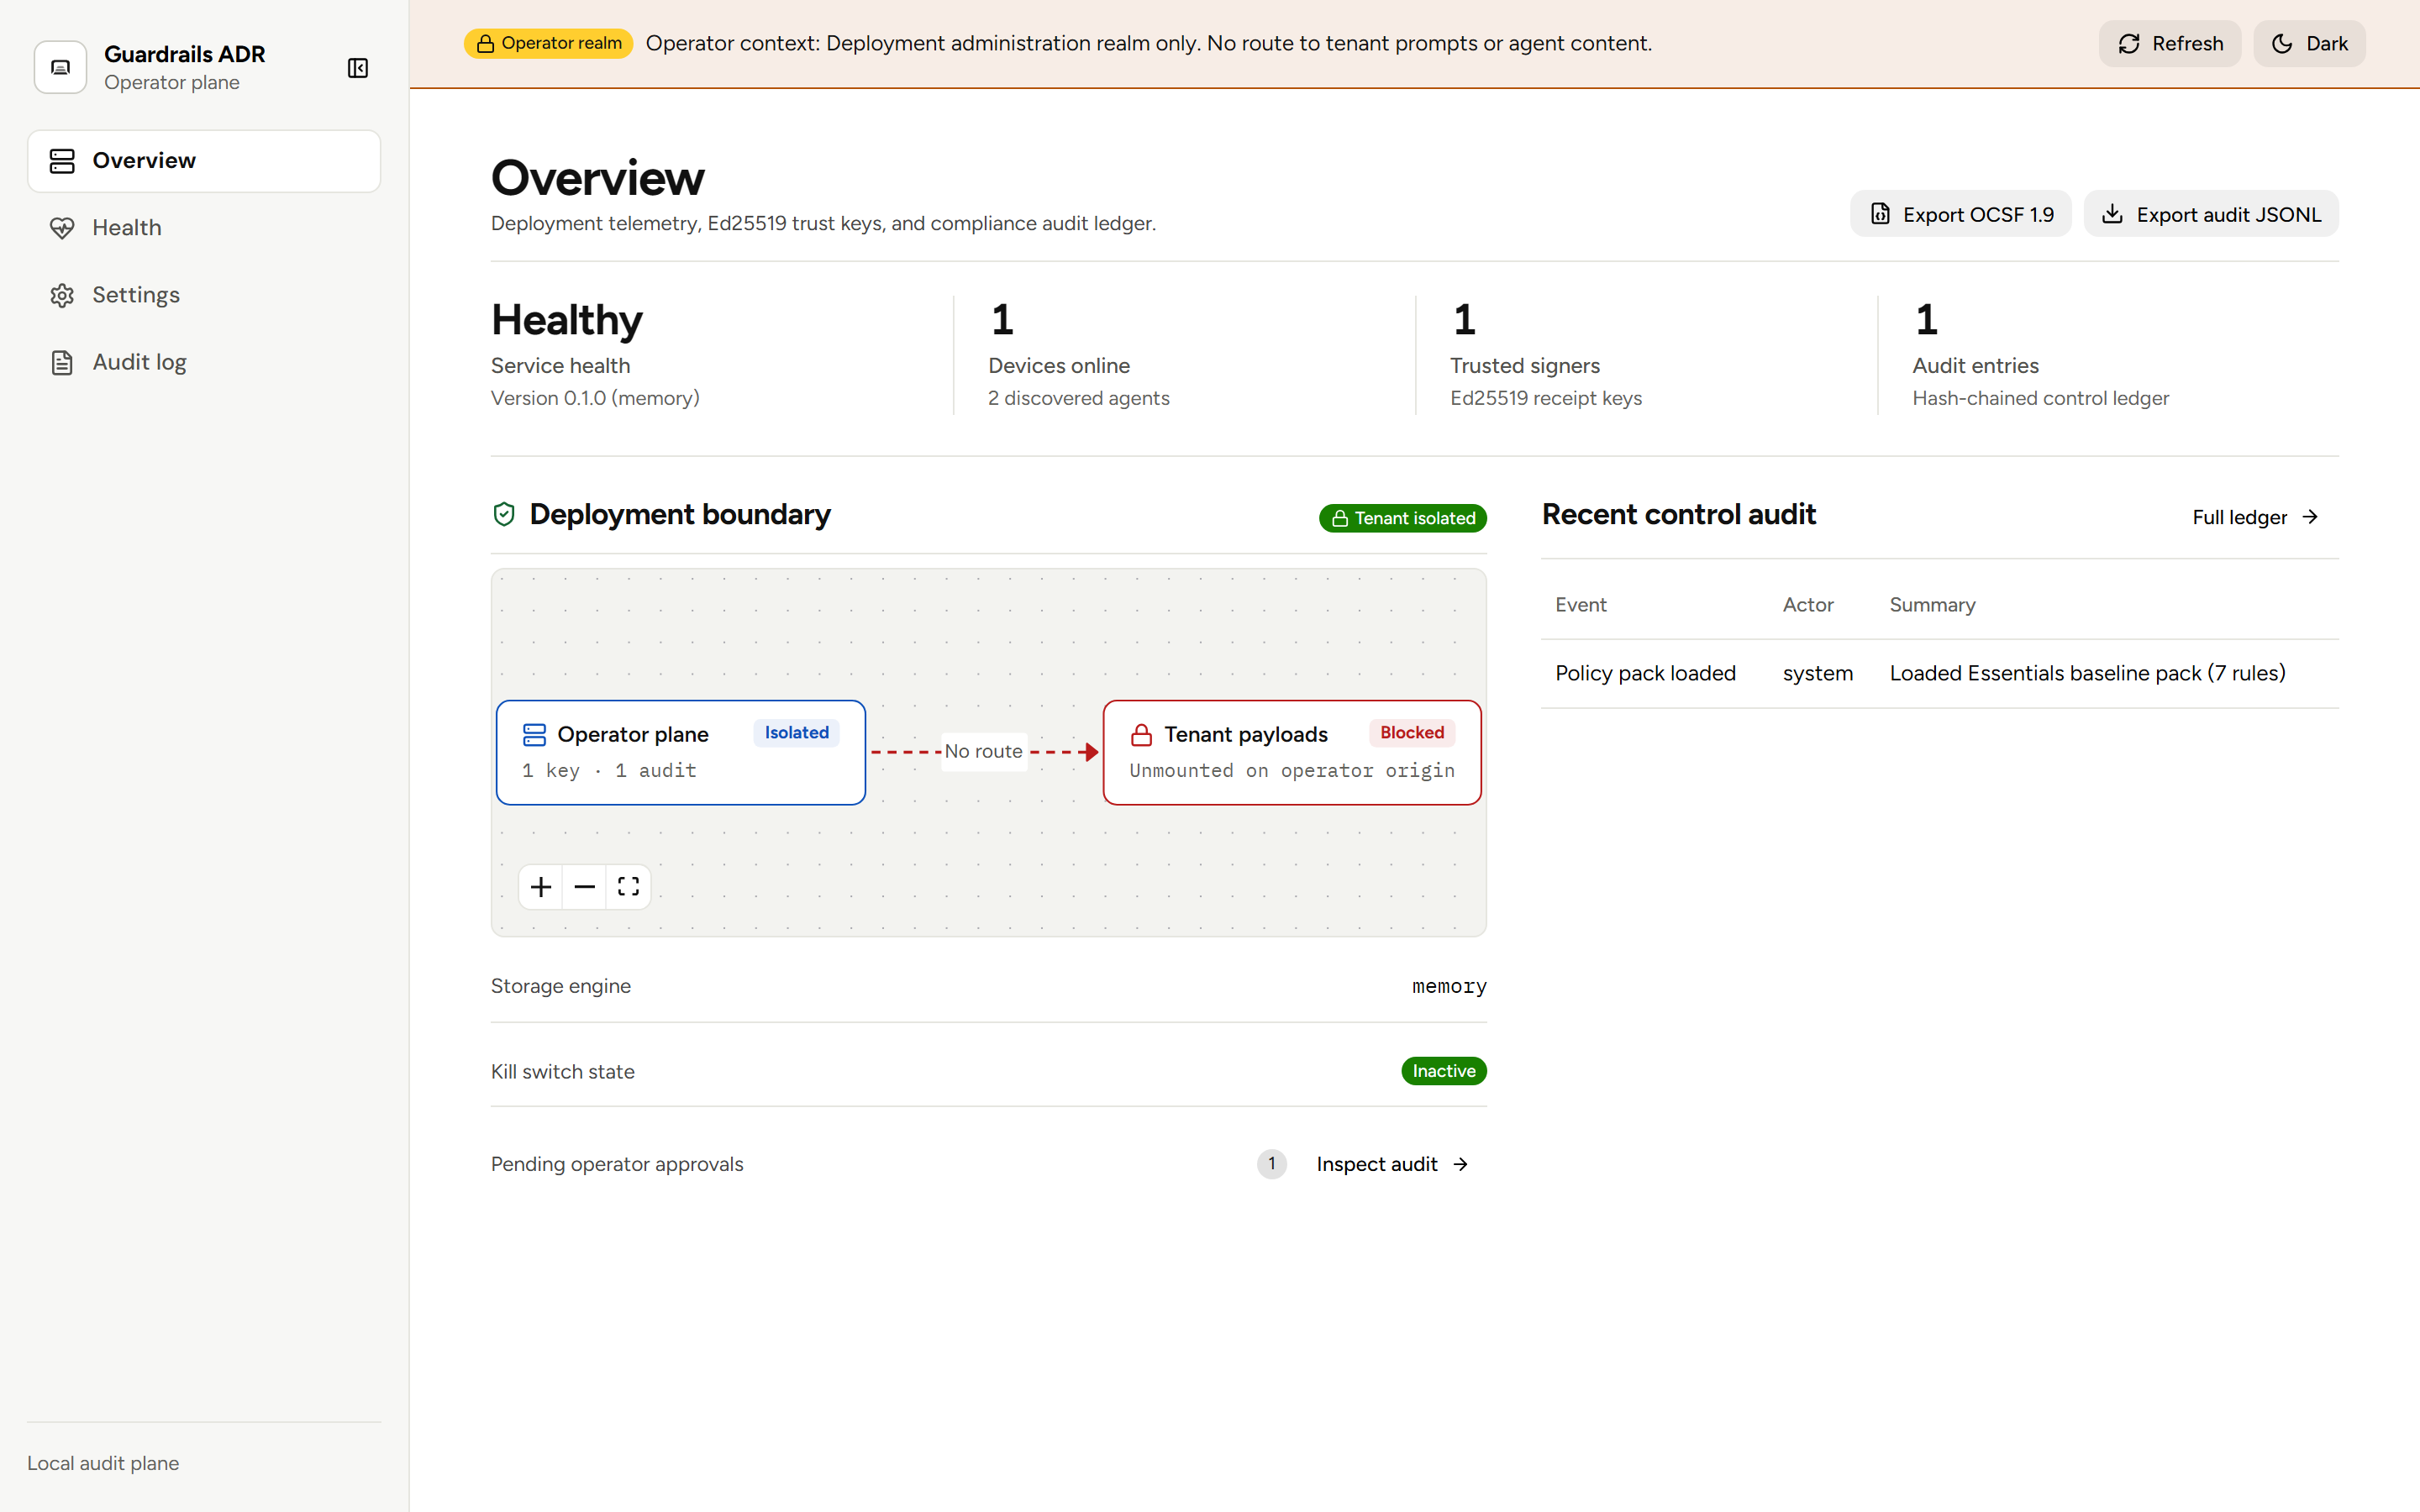 Guardrails ADR
Operator plane
Overview
Health
Settings
Audit log
Local audit plane
Operator realm
Operator context: Deployment administration realm only. No route to tenant prompts or agent content.
Refresh
Dark
Overview
Deployment telemetry, Ed25519 trust keys, and compliance audit ledger.
Export OCSF 1.9
Export audit JSONL
Healthy
Service health
Version 0.1.0 (memory)
1
Devices online
2 discovered agents
1
Trusted signers
Ed25519 receipt keys
1
Audit entries
Hash-chained control ledger
Deployment boundary
Tenant isolated
Operator plane
Isolated
1 key · 1 audit
No route
Tenant payloads
Blocked
Unmounted on operator origin
Storage engine
memory
Kill switch state
Inactive
Pending operator approvals
1
Inspect audit
Recent control audit
Full ledger
Event Actor Summary
Policy pack loaded system Loaded Essentials baseline pack (7 rules)